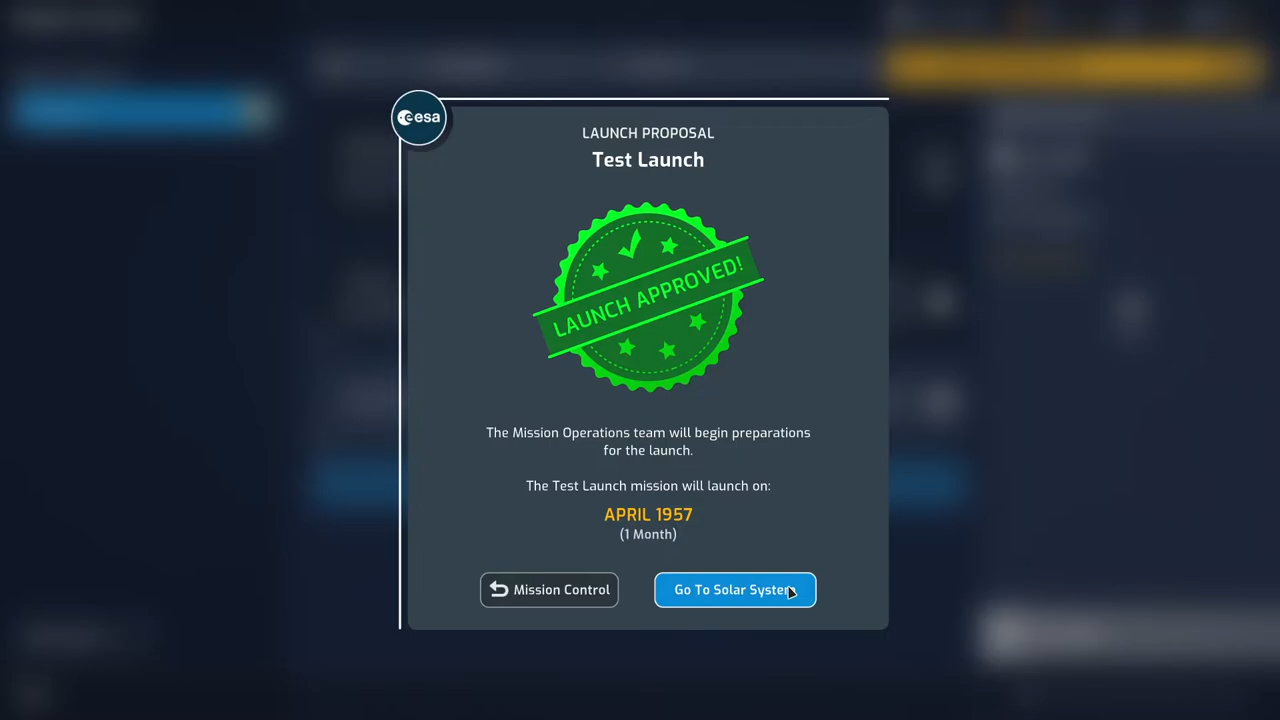 esa
LAUNCH PROPOSAL
Test Launch
LAUNCH APPROVED!
The Mission Operations team will begin preparations
for the launch.
The Test Launch mission will launch on:
APRIL 1957
(1 Month)
Mission Control
Go To Solar System